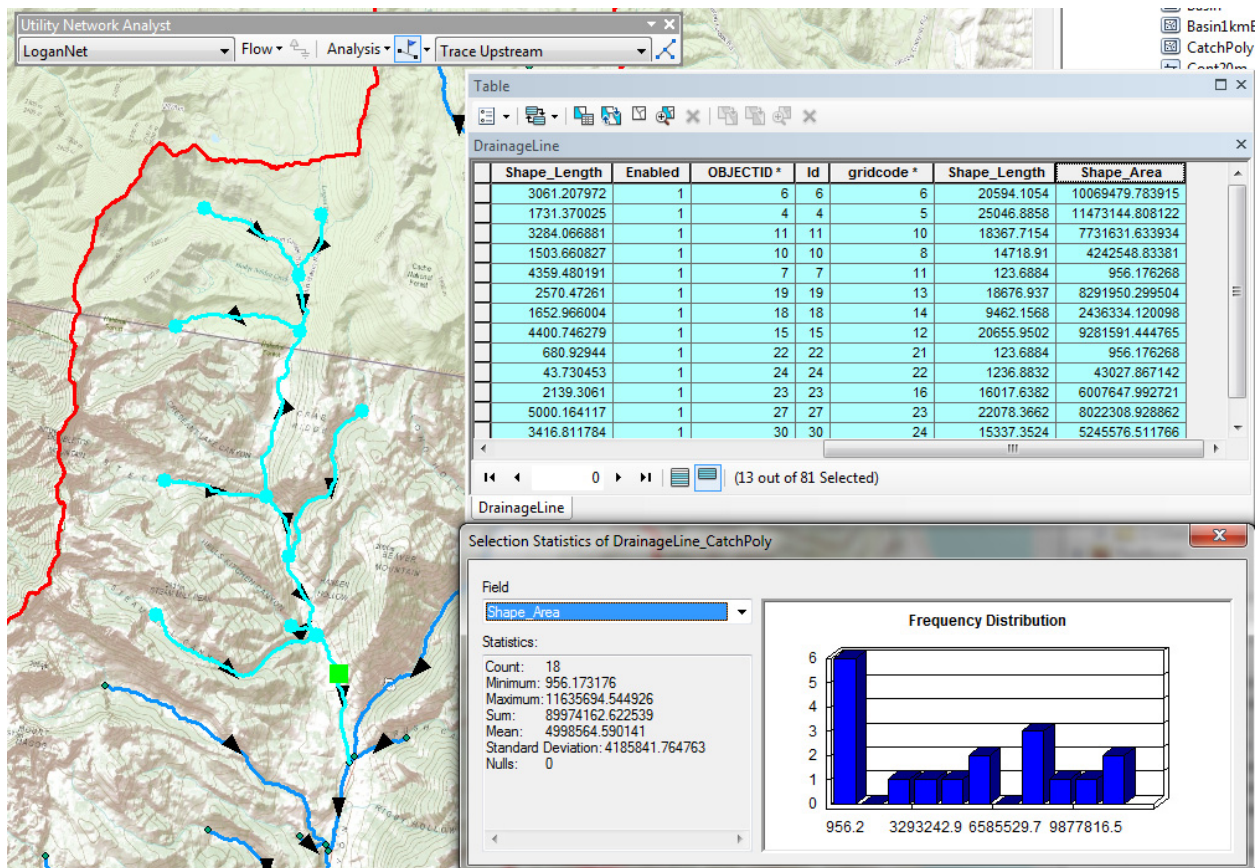 Utility Network Analyst
LoganNet Flow Analysis Trace Upstream
Basin1kmB
CatchPoly
Cont20m
Table
DrainageLine
Shape_Length Enabled OBJECTID * Id gridcode * Shape_Length Shape_Area
3061.207972 1 6 6 6 20594.1054 10069479.783915
1731.370025 1 4 4 5 25046.8858 11473144.808122
3284.066881 1 11 11 10 18367.7154 7731631.633934
1503.660827 1 10 10 8 14718.91 4242548.83381
4359.480191 1 7 7 11 123.6884 956.176268
2570.47261 1 19 19 13 18676.937 8291950.299504
1652.966004 1 18 18 14 9462.1568 2436334.120098
4400.746279 1 15 15 12 20655.9502 9281591.444765
680.92944 1 22 22 21 123.6884 956.176268
43.730453 1 24 24 22 1236.8832 43027.867142
2139.3061 1 23 23 16 16017.6382 6007647.992721
5000.164117 1 27 27 23 22078.3662 8022308.928862
3416.811784 1 30 30 24 15337.3524 5245576.511766
0 (13 out of 81 Selected)
DrainageLine
Selection Statistics of DrainageLine_CatchPoly
Field
Shape_Area
Statistics:
Count: 18
Minimum: 956.173176
Maximum: 11635694.544926
Sum: 89974162.622539
Mean: 4998564.590141
Standard Deviation: 4185841.764763
Nulls: 0
Frequency Distribution
6
5
4
3
2
1
0
956.2 3293242.9 6585529.7 9877816.5
Cache
National
Forest
BEAVER
MOUNTAIN
HOLLOW